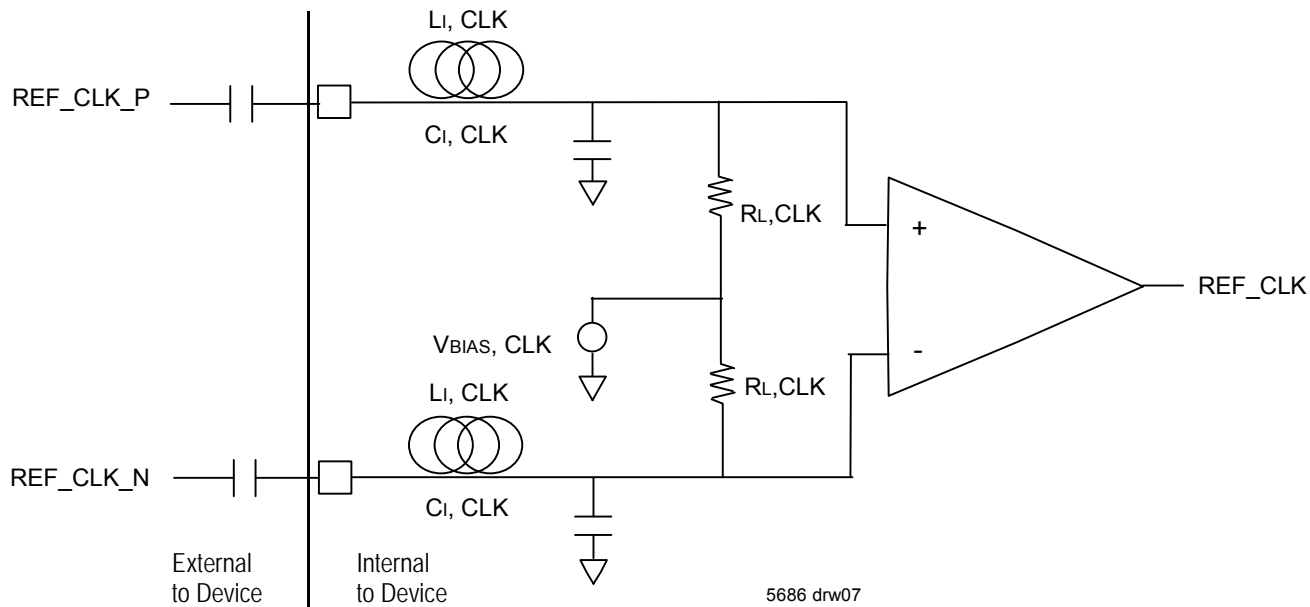 LI, CLK
REF_CLK_P
CI, CLK
RL,CLK
+
REF_CLK
VBIAS, CLK
-
RL,CLK
LI, CLK
REF_CLK_N
CI, CLK
External
to Device
Internal
to Device
5686 drw07